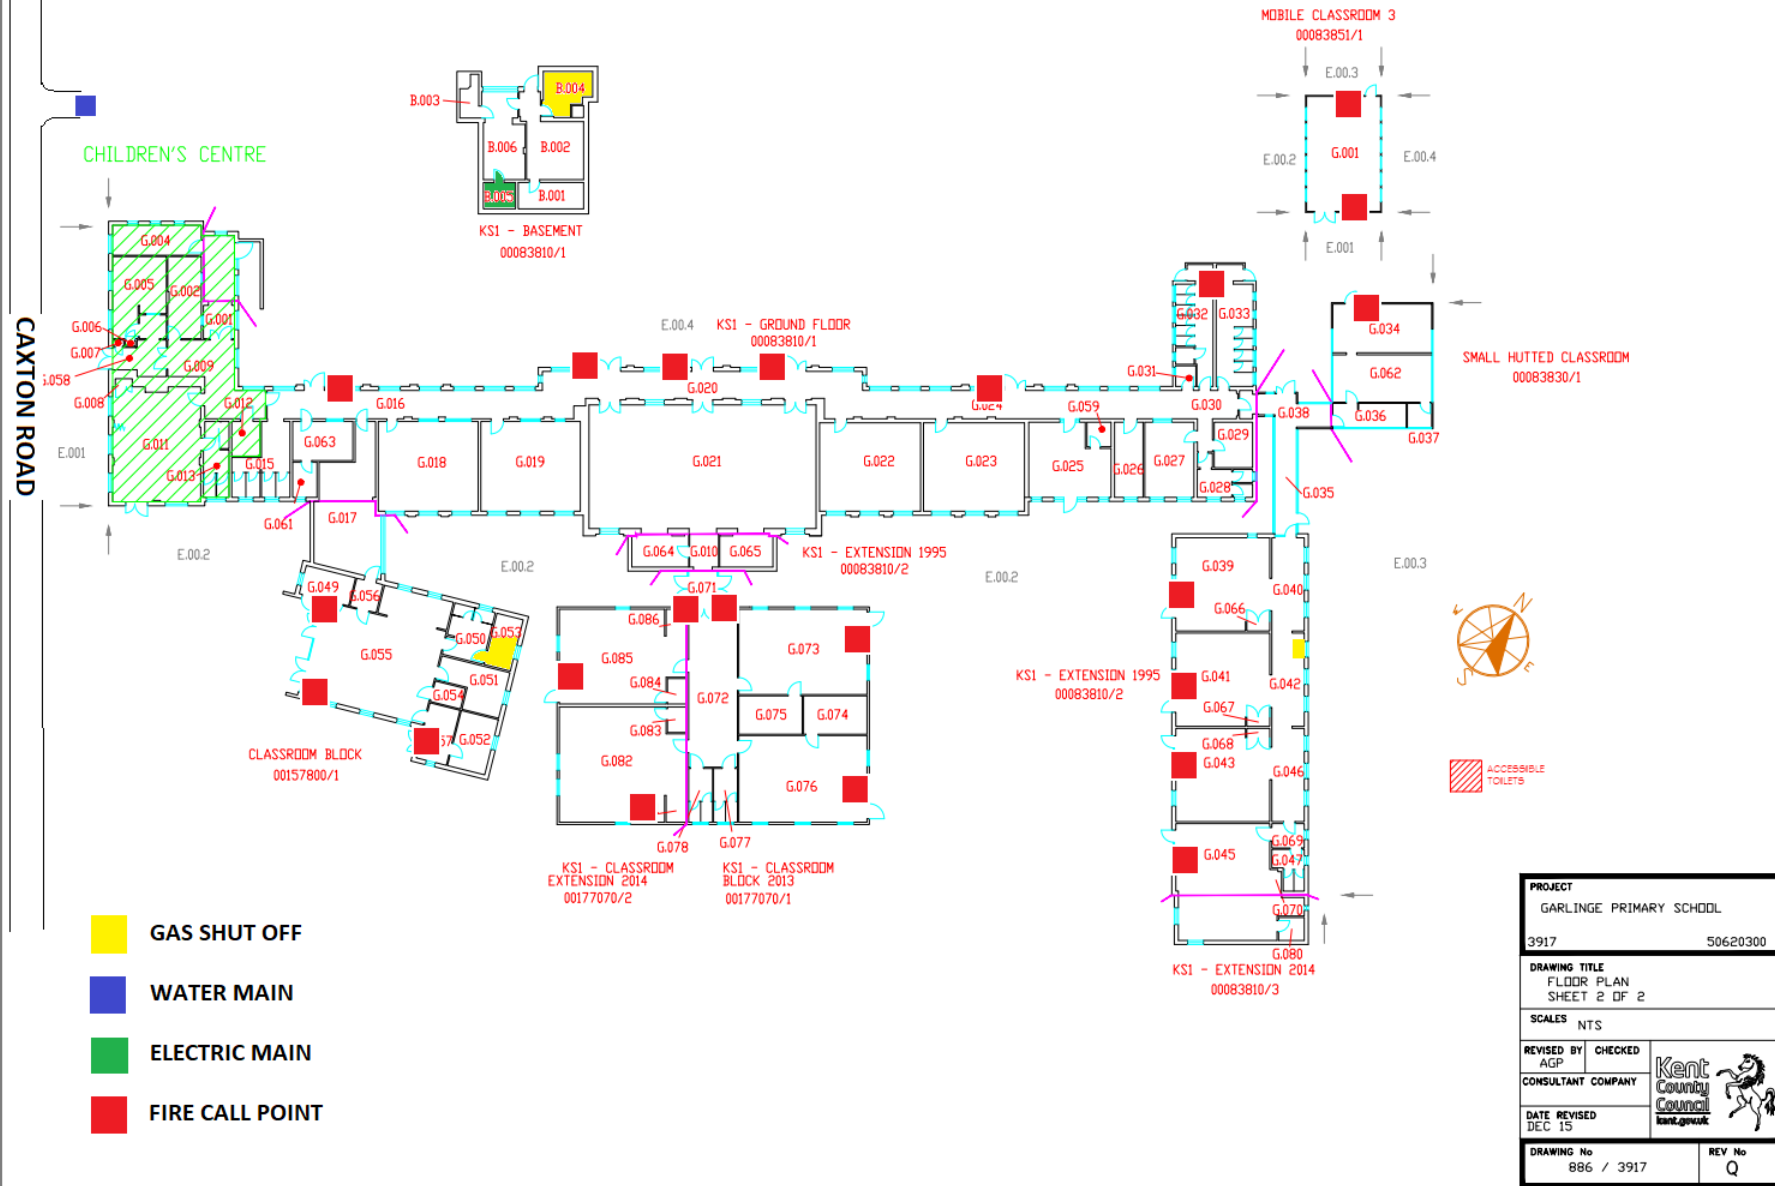 MOBILE CLASSROOM 3
00083851/1
E.00.3
G.001
E.00.2
E.00.4
E.001
B.003
B.004
B.006
B.002
B.005
B.001
KS1 - BASEMENT
00083810/1
CHILDREN'S CENTRE
G.004
G.005
G.002
G.001
G.006
G.007
G.058
G.009
G.008
G.012
G.011
G.013
G.015
E.001
CAXTON ROAD
E.00.2
G.016
G.063
G.061
G.017
G.018
G.019
E.00.4
KS1 - GROUND FLOOR
00083810/1
G.020
G.021
G.022
G.023
G.024
G.025
G.059
G.026
G.027
G.028
G.029
G.030
G.031
G.032
G.033
G.034
G.062
G.036
G.037
G.038
G.035
SMALL HUTTED CLASSROOM
00083830/1
G.064
G.010
G.065
KS1 - EXTENSION 1995
00083810/2
E.00.2
E.00.2
E.00.3
G.071
G.049
G.056
G.050
G.053
G.055
G.051
G.054
G.052
CLASSROOM BLOCK
00157800/1
G.086
G.085
G.084
G.083
G.082
G.072
G.073
G.075
G.074
G.076
G.078
G.077
KS1 - CLASSROOM
EXTENSION 2014
00177070/2
KS1 - CLASSROOM
BLOCK 2013
00177070/1
G.039
G.040
G.066
G.041
G.042
G.067
G.068
G.043
G.046
G.045
G.069
G.047
G.070
G.080
KS1 - EXTENSION 1995
00083810/2
KS1 - EXTENSION 2014
00083810/3
N
E
S
ACCESSIBLE
TOILETS
GAS SHUT OFF
WATER MAIN
ELECTRIC MAIN
FIRE CALL POINT
PROJECT
GARLINGE PRIMARY SCHOOL
3917 50620300
DRAWING TITLE
FLOOR PLAN
SHEET 2 OF 2
SCALES NTS
REVISED BY CHECKED
AGP
CONSULTANT COMPANY
Kent
County
Council
kent.gov.uk
DATE REVISED
DEC 15
DRAWING No REV No
886 / 3917 Q